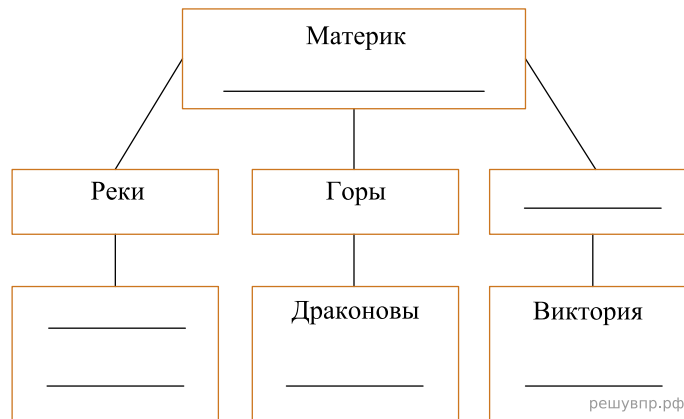 Материк
Реки
Горы
Драконовы
Виктория
решувпр.рф